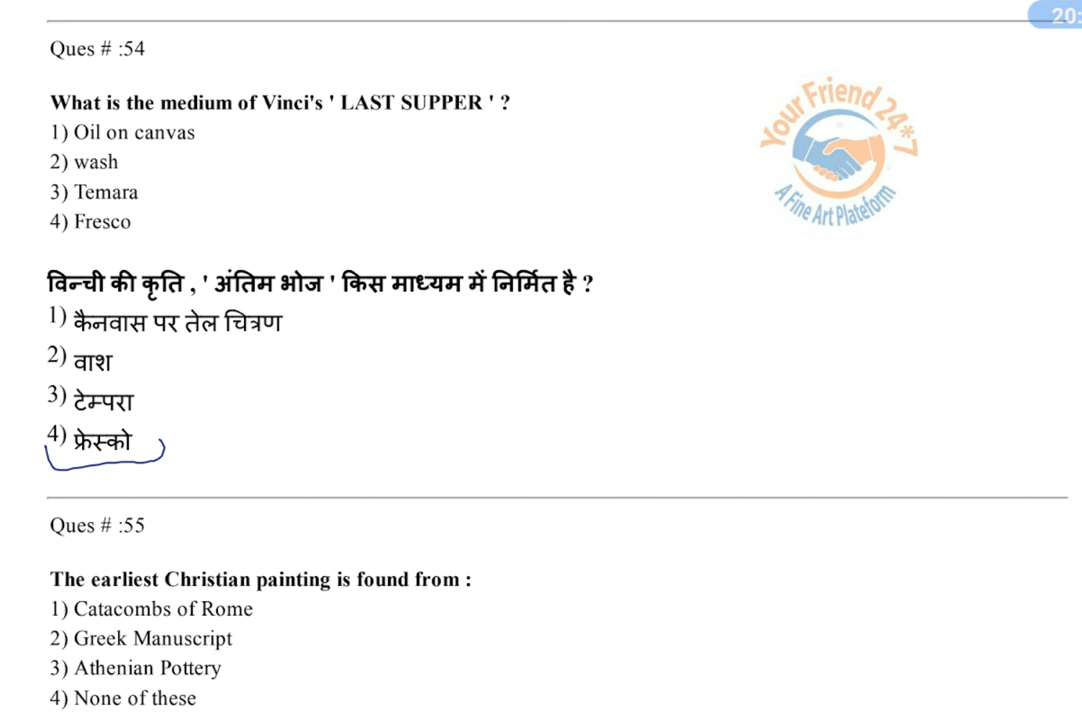 20:
Ques # :54
What is the medium of Vinci's ' LAST SUPPER ' ?
1) Oil on canvas
2) wash
3) Temara
4) Fresco
Your Friend 24*7
A Fine Art Plateform
विन्ची की कृति , ' अंतिम भोज ' किस माध्यम में निर्मित है ?
1) कैनवास पर तेल चित्रण
2) वाश
3) टेम्परा
4) फ्रेस्को
Ques # :55
The earliest Christian painting is found from :
1) Catacombs of Rome
2) Greek Manuscript
3) Athenian Pottery
4) None of these